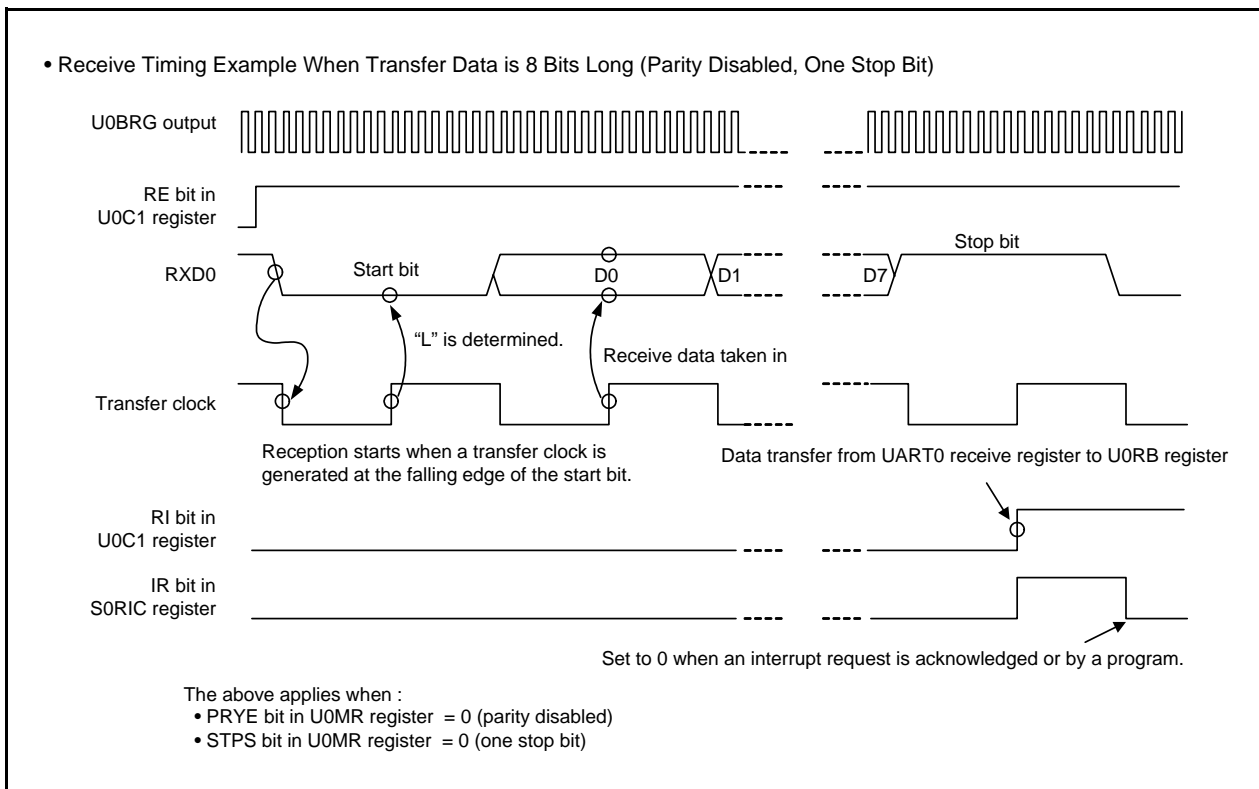 • Receive Timing Example When Transfer Data is 8 Bits Long (Parity Disabled, One Stop Bit)
U0BRG output
RE bit in
U0C1 register
RXD0
Start bit
D0
D1
D7
Stop bit
"L" is determined.
Receive data taken in
Transfer clock
Reception starts when a transfer clock is
generated at the falling edge of the start bit.
Data transfer from UART0 receive register to U0RB register
RI bit in
U0C1 register
IR bit in
S0RIC register
Set to 0 when an interrupt request is acknowledged or by a program.
The above applies when :
• PRYE bit in U0MR register = 0 (parity disabled)
• STPS bit in U0MR register = 0 (one stop bit)